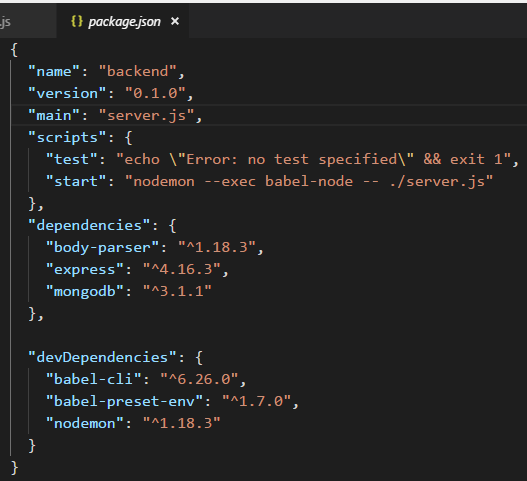 .js
{} package.json ×
{
"name": "backend",
"version": "0.1.0",
"main": "server.js",
"scripts": {
"test": "echo \"Error: no test specified\" && exit 1",
"start": "nodemon --exec babel-node -- ./server.js"
},
"dependencies": {
"body-parser": "^1.18.3",
"express": "^4.16.3",
"mongodb": "^3.1.1"
},
"devDependencies": {
"babel-cli": "^6.26.0",
"babel-preset-env": "^1.7.0",
"nodemon": "^1.18.3"
}
}